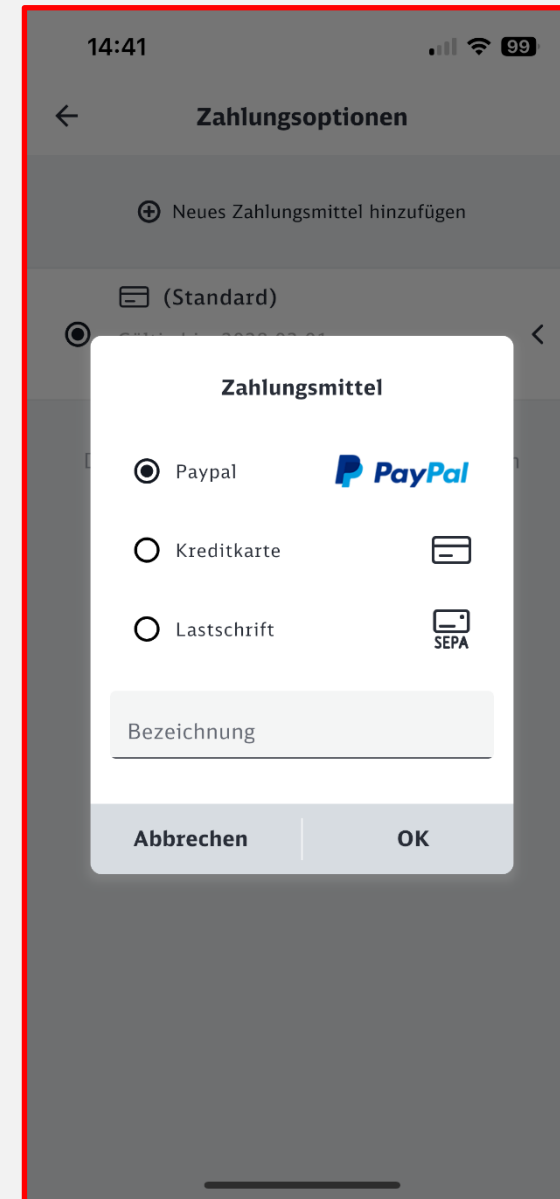 14:41
99
Zahlungsoptionen
Neues Zahlungsmittel hinzufügen
(Standard)
Zahlungsmittel
Paypal
PayPal
Kreditkarte
Lastschrift
SEPA
Bezeichnung
Abbrechen
OK